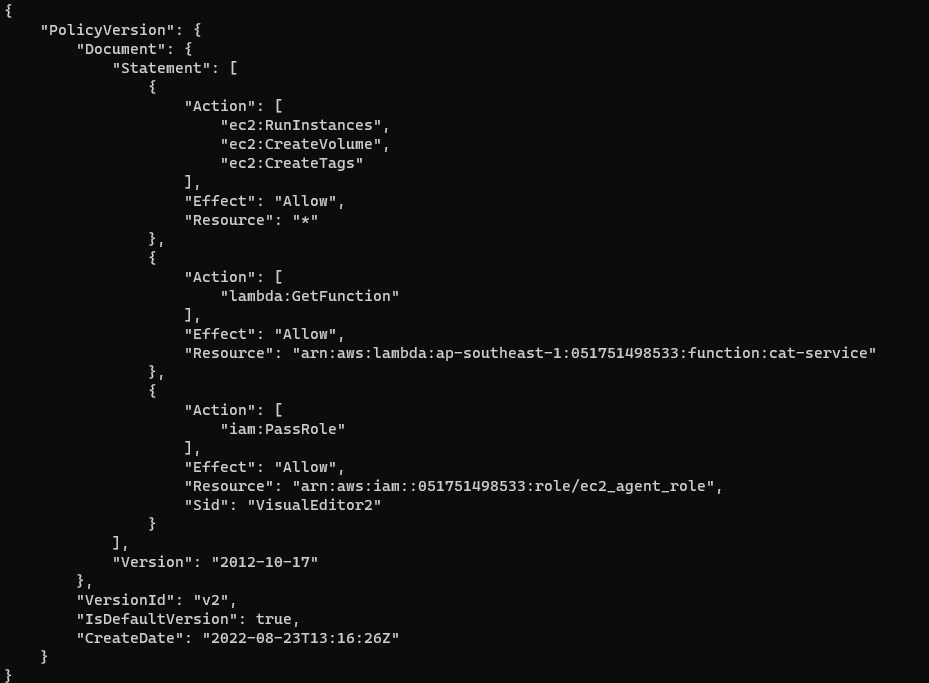 {
    "PolicyVersion": {
        "Document": {
            "Statement": [
                {
                    "Action": [
                        "ec2:RunInstances",
                        "ec2:CreateVolume",
                        "ec2:CreateTags"
                    ],
                    "Effect": "Allow",
                    "Resource": "*"
                },
                {
                    "Action": [
                        "lambda:GetFunction"
                    ],
                    "Effect": "Allow",
                    "Resource": "arn:aws:lambda:ap-southeast-1:051751498533:function:cat-service"
                },
                {
                    "Action": [
                        "iam:PassRole"
                    ],
                    "Effect": "Allow",
                    "Resource": "arn:aws:iam::051751498533:role/ec2_agent_role",
                    "Sid": "VisualEditor2"
                }
            ],
            "Version": "2012-10-17"
        },
        "VersionId": "v2",
        "IsDefaultVersion": true,
        "CreateDate": "2022-08-23T13:16:26Z"
    }
}